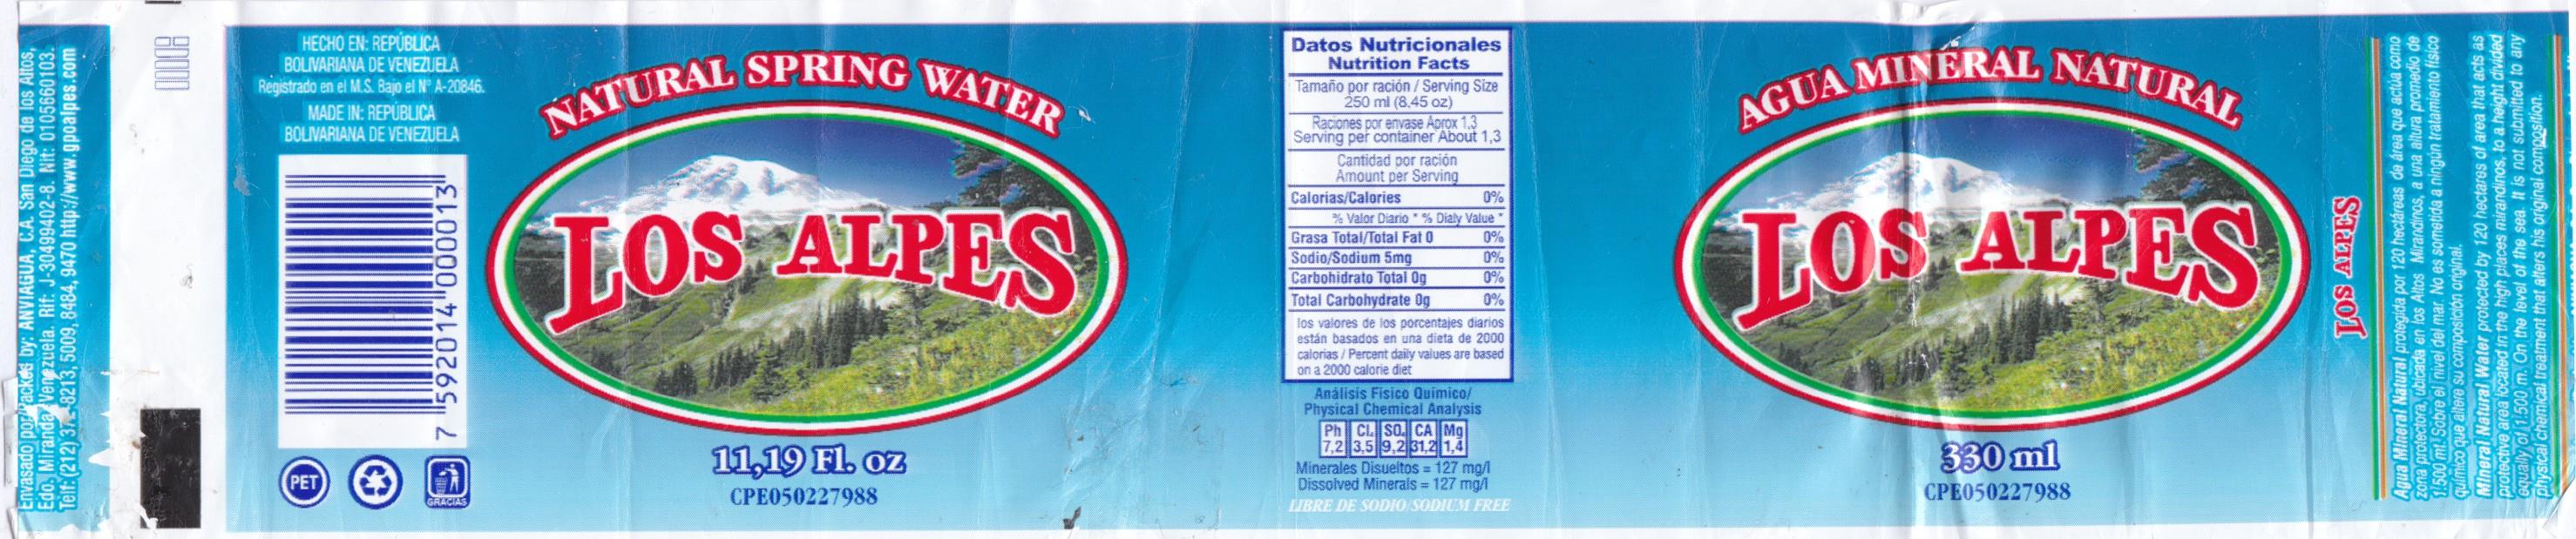 Envasado por/Packed by: ANVIAGUA, C.A. San Diego de los Altos,
Edo. Miranda, Venezuela. Rif: J-30499402-8. Nit: 0105660103.
Telf: (212) 372-8213, 5009, 8484, 9470 http://www.gpoalpes.com
HECHO EN: REPÚBLICA
BOLIVARIANA DE VENEZUELA
Registrado en el M.S. Bajo el N° A-20846.
MADE IN: REPÚBLICA
BOLIVARIANA DE VENEZUELA
7 592014 000013
PET
GRACIAS
NATURAL SPRING WATER
LOS ALPES
11,19 Fl. oz
CPE050227988
Datos Nutricionales
Nutrition Facts
Tamaño por ración / Serving Size
250 ml (8.45 oz)
Raciones por envase Aprox 1,3
Serving per container About 1,3
Cantidad por ración
Amount per Serving
Calorias/Calories 0%
% Valor Diario * % Dialy Value *
Grasa Total/Total Fat 0 0%
Sodio/Sodium 5mg 0%
Carbohidrato Total 0g 0%
Total Carbohydrate 0g 0%
los valores de los porcentajes diarios
están basados en una dieta de 2000
calorias / Percent daily values are based
on a 2000 calorie diet
Análisis Fisico Químico/
Physical Chemical Analysis
Ph CL SO₄ CA Mg
7,2 3,5 9,2 31,2 1,4
Minerales Disueltos = 127 mg/l
Dissolved Minerals = 127 mg/l
LIBRE DE SODIO/SODIUM FREE
AGUA MINERAL NATURAL
LOS ALPES
330 ml
CPE050227988
LOS ALPES
Agua Mineral Natural protegida por 120 hectáreas de área que actúa como
zona protectora, ubicada en los Altos Mirandinos, a una altura promedio de
1:500 mt! Sobre el nivel del mar. No es sometida a ningún tratamiento físico
químico que altere su composición original.
Mineral Natural Water protected by 120 hectares of area that acts as
protective area located in the high pieces mirandinos, to a height divided
equally of 1:500 m. On the level of the sea. It is not submitted to any
physical chemical treatment that alters his original composition.